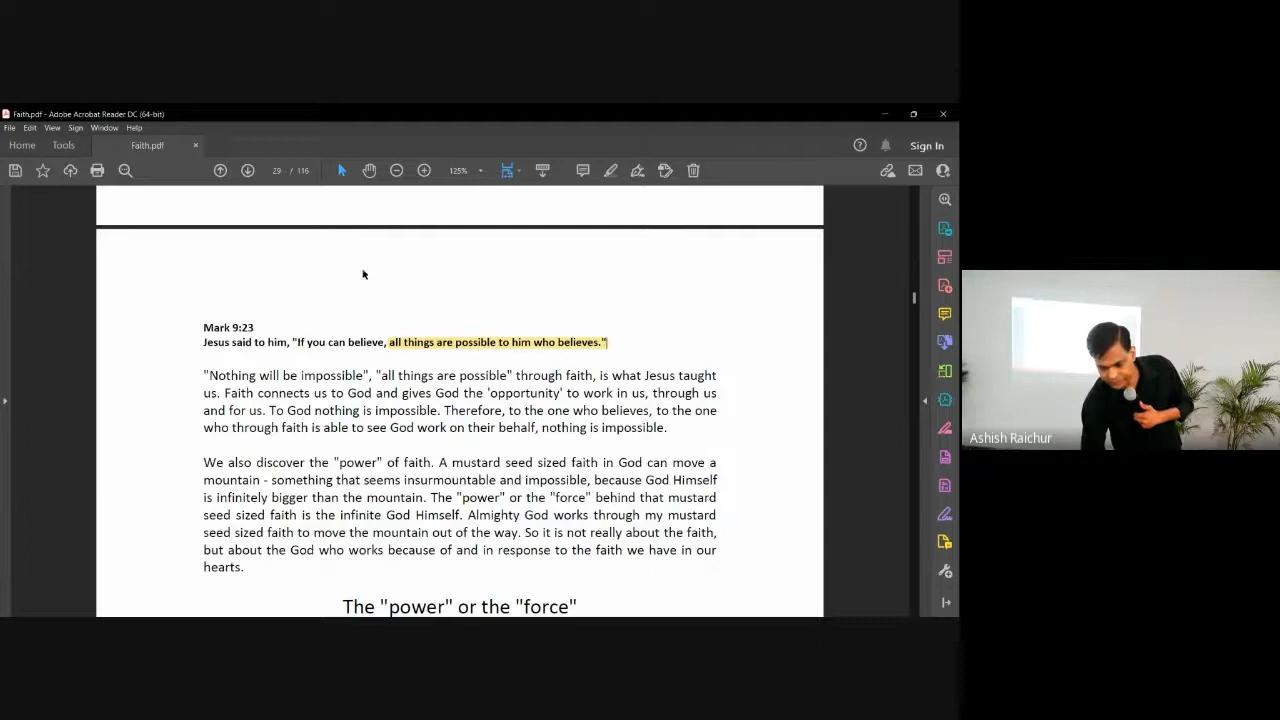 Faith.pdf - Adobe Acrobat Reader DC (64-bit)
File Edit View Sign Window Help
Home Tools Faith.pdf × Sign In
29 / 116 125%
Mark 9:23
Jesus said to him, "If you can believe, all things are possible to him who believes."
"Nothing will be impossible", "all things are possible" through faith, is what Jesus taught
us. Faith connects us to God and gives God the 'opportunity' to work in us, through us
and for us. To God nothing is impossible. Therefore, to the one who believes, to the one
who through faith is able to see God work on their behalf, nothing is impossible.
We also discover the "power" of faith. A mustard seed sized faith in God can move a
mountain - something that seems insurmountable and impossible, because God Himself
is infinitely bigger than the mountain. The "power" or the "force" behind that mustard
seed sized faith is the infinite God Himself. Almighty God works through my mustard
seed sized faith to move the mountain out of the way. So it is not really about the faith,
but about the God who works because of and in response to the faith we have in our
hearts.
The "power" or the "force"
Ashish Raichur